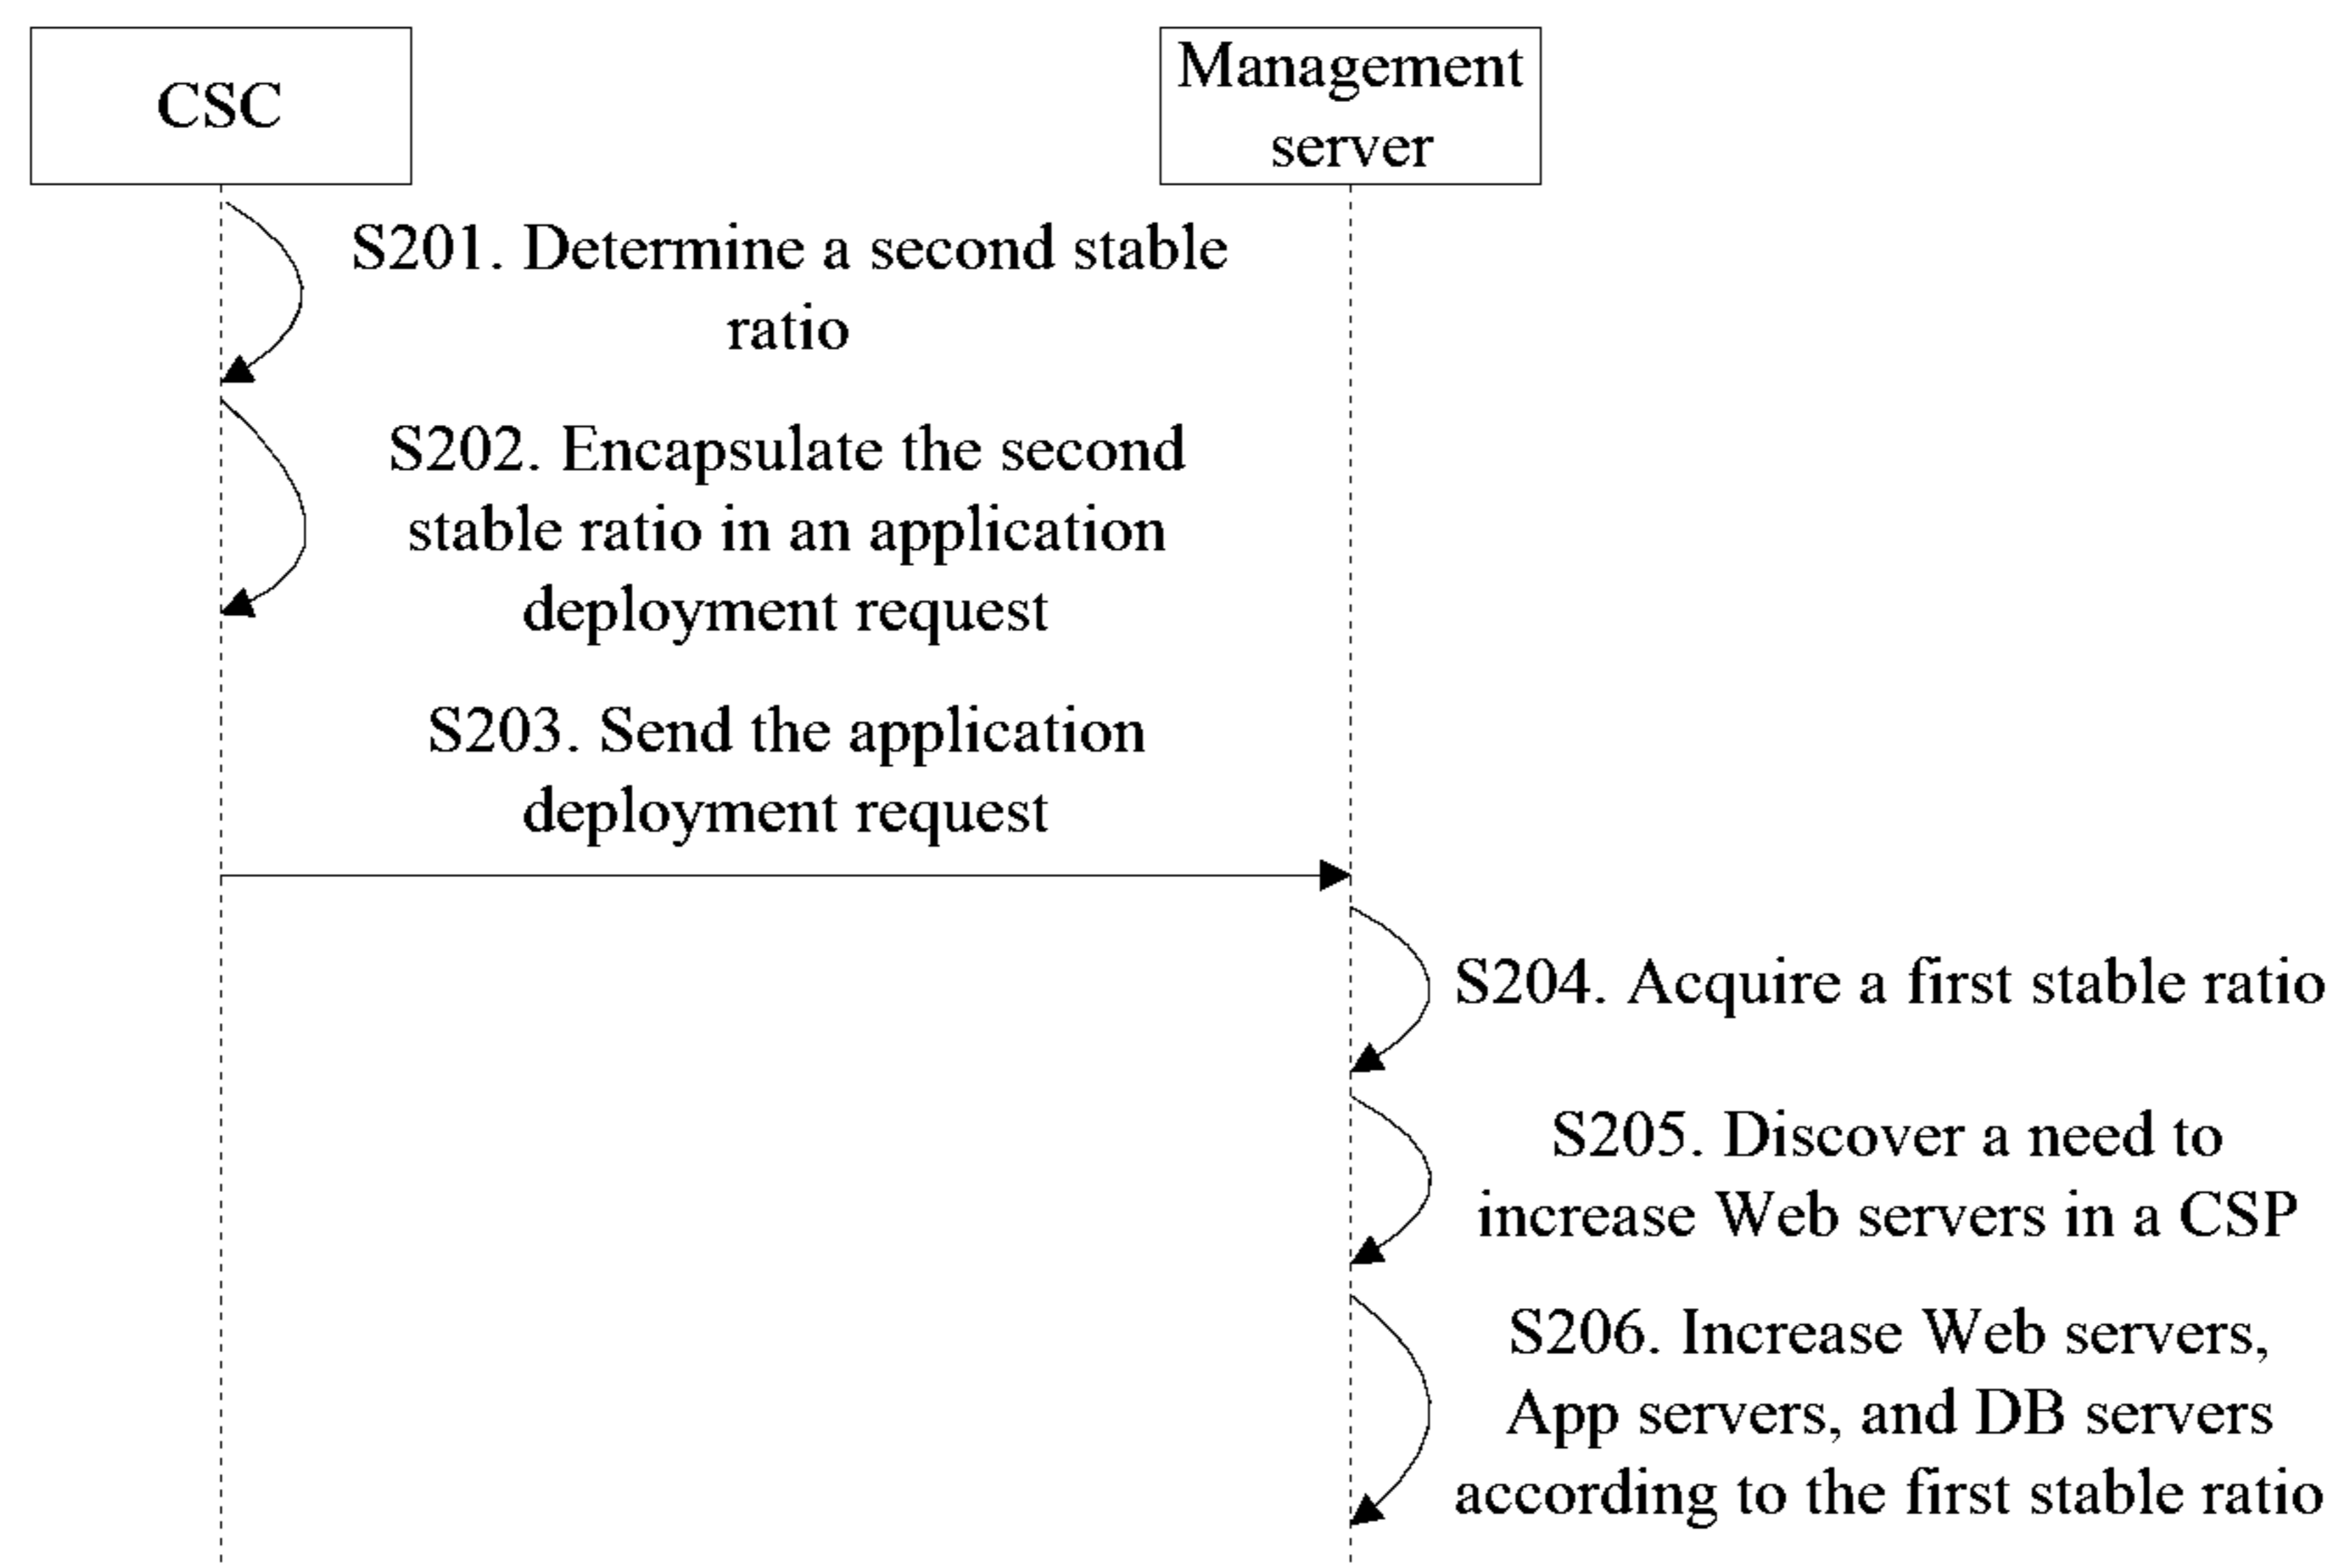 CSC
Management
server
S201. Determine a second stable
ratio
S202. Encapsulate the second
stable ratio in an application
deployment request
S203. Send the application
deployment request
S204. Acquire a first stable ratio
S205. Discover a need to
increase Web servers in a CSP
S206. Increase Web servers,
App servers, and DB servers
according to the first stable ratio